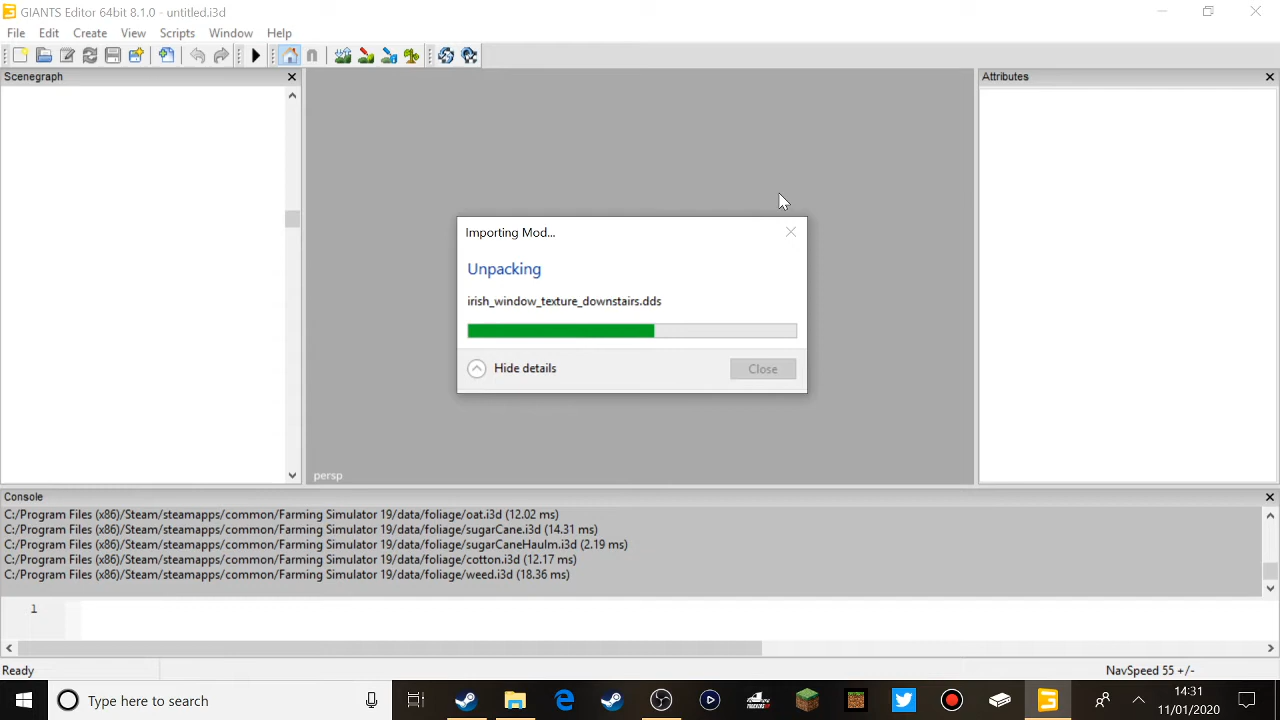 GIANTS Editor 64bit 8.1.0 - untitled.i3d
File Edit Create View Scripts Window Help
Scenegraph
Attributes
Importing Mod...
Unpacking
irish_window_texture_downstairs.dds
Hide details
Close
persp
Console
C:/Program Files (x86)/Steam/steamapps/common/Farming Simulator 19/data/foliage/oat.i3d (12.02 ms)
C:/Program Files (x86)/Steam/steamapps/common/Farming Simulator 19/data/foliage/sugarCane.i3d (14.31 ms)
C:/Program Files (x86)/Steam/steamapps/common/Farming Simulator 19/data/foliage/sugarCaneHaulm.i3d (2.19 ms)
C:/Program Files (x86)/Steam/steamapps/common/Farming Simulator 19/data/foliage/cotton.i3d (12.17 ms)
C:/Program Files (x86)/Steam/steamapps/common/Farming Simulator 19/data/foliage/weed.i3d (18.36 ms)
1
Ready
NavSpeed 55 +/-
Type here to search
14:31
11/01/2020